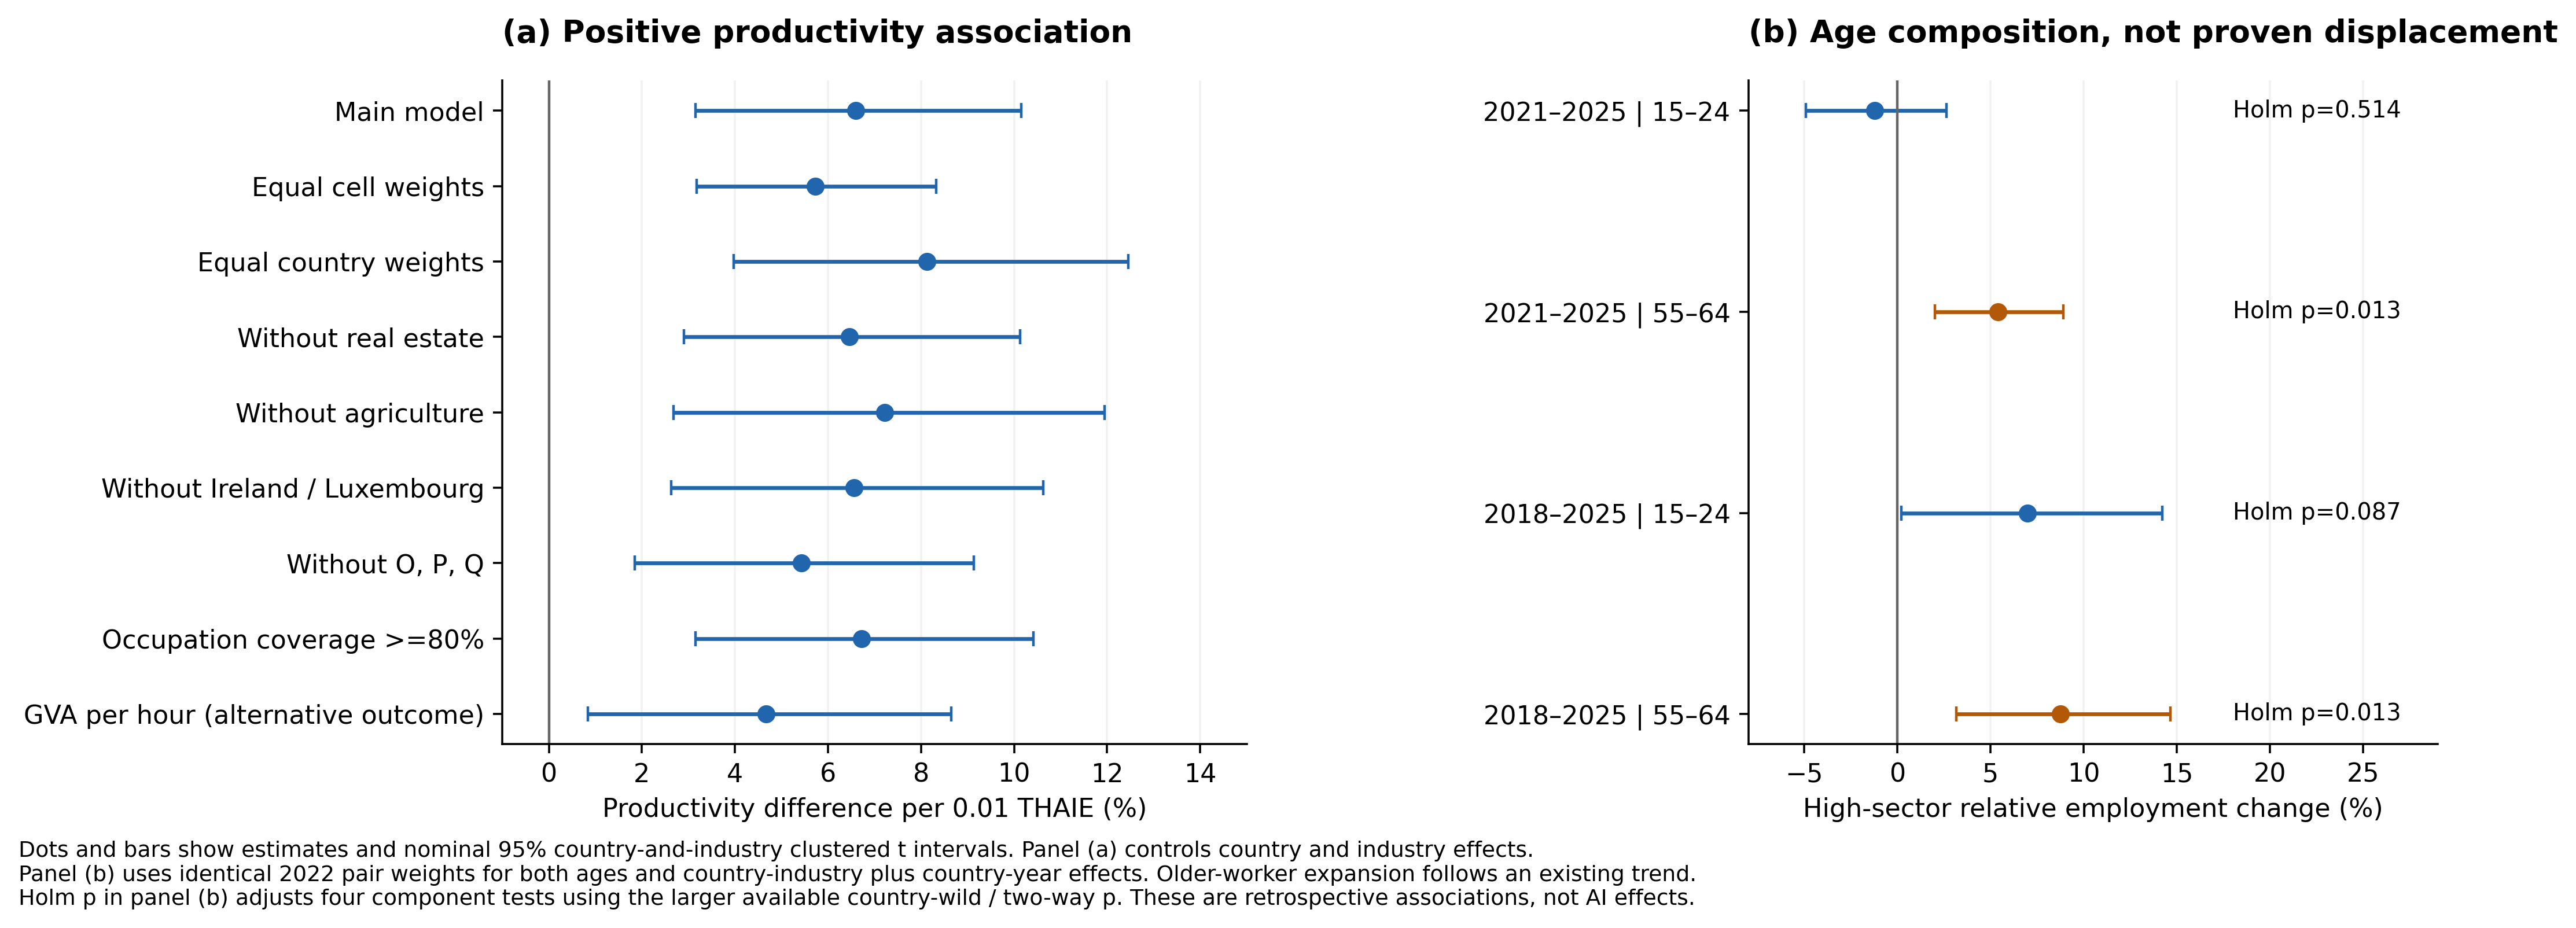 (a) Positive productivity association
Main model
Equal cell weights
Equal country weights
Without real estate
Without agriculture
Without Ireland / Luxembourg
Without O, P, Q
Occupation coverage >=80%
GVA per hour (alternative outcome)
0 2 4 6 8 10 12 14
Productivity difference per 0.01 THAIE (%)
(b) Age composition, not proven displacement
2021–2025 | 15–24 Holm p=0.514
2021–2025 | 55–64 Holm p=0.013
2018–2025 | 15–24 Holm p=0.087
2018–2025 | 55–64 Holm p=0.013
−5 0 5 10 15 20 25
High-sector relative employment change (%)
Dots and bars show estimates and nominal 95% country-and-industry clustered t intervals. Panel (a) controls country and industry effects.
Panel (b) uses identical 2022 pair weights for both ages and country-industry plus country-year effects. Older-worker expansion follows an existing trend.
Holm p in panel (b) adjusts four component tests using the larger available country-wild / two-way p. These are retrospective associations, not AI effects.